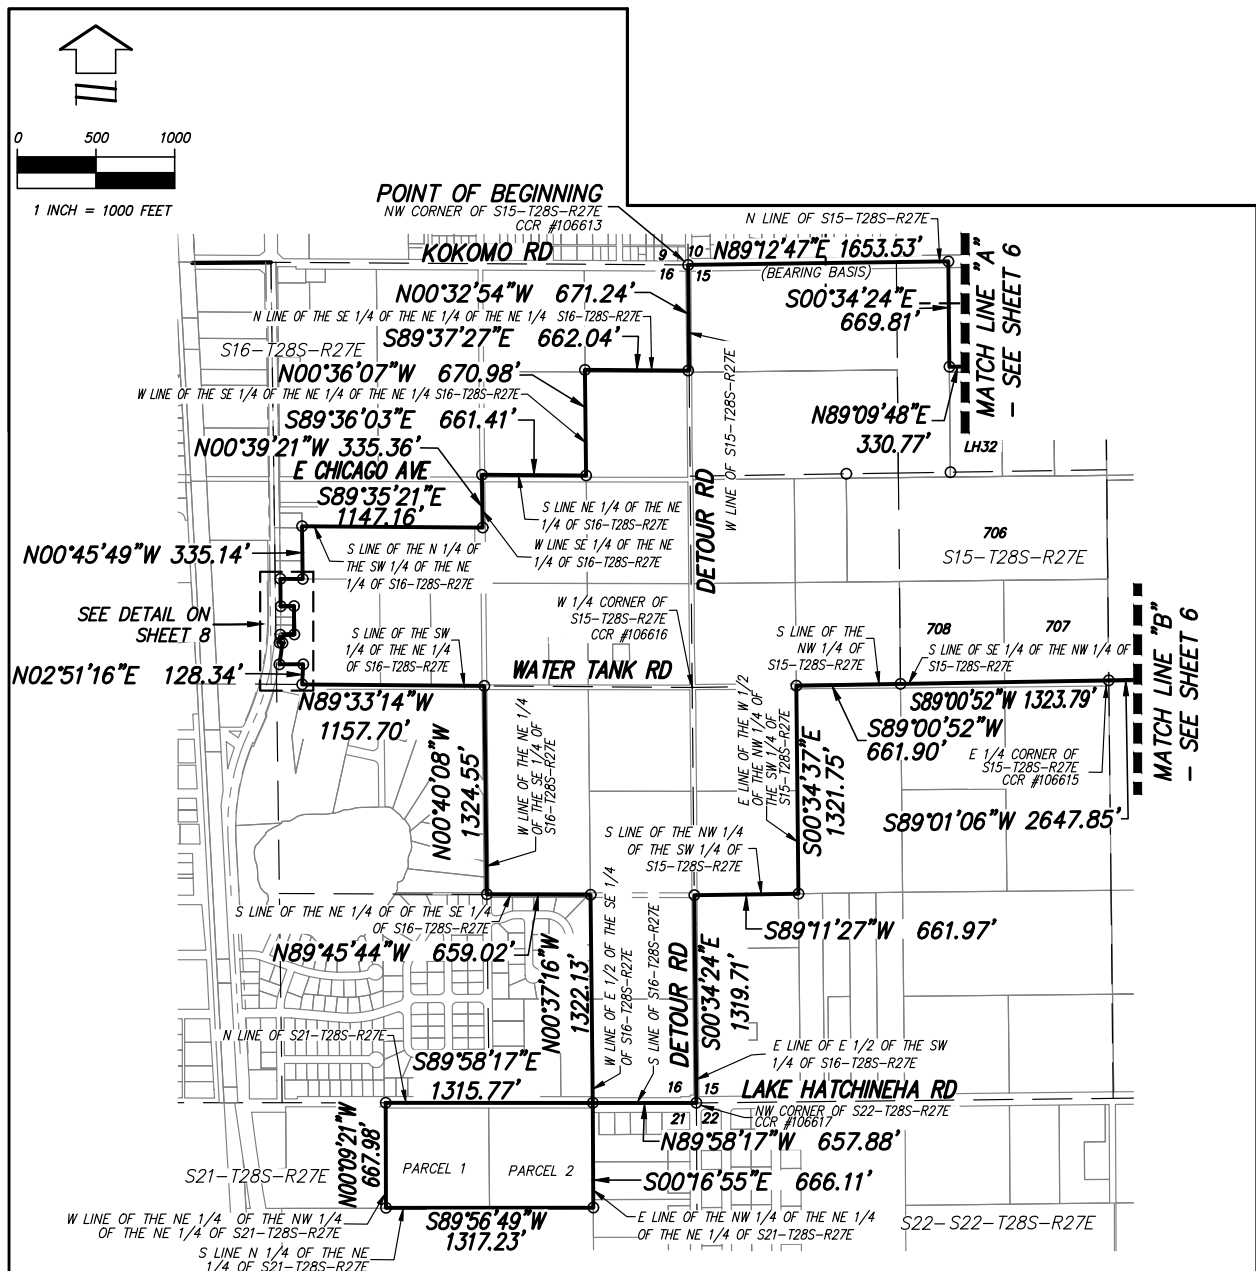 0 500 1000
1 INCH = 1000 FEET
POINT OF BEGINNING
NW CORNER OF S15-T28S-R27E
CCR #106613
N LINE OF S15-T28S-R27E
KOKOMO RD
9 10
16 15
N89°12'47"E 1653.53'
(BEARING BASIS)
MATCH LINE "A"
- SEE SHEET 6
N00°32'54"W 671.24'
S00°34'24"E
669.81'
N LINE OF THE SE 1/4 OF THE NE 1/4 OF THE NE 1/4 S16-T28S-R27E
S89°37'27"E 662.04'
S16-T28S-R27E
N00°36'07"W 670.98'
W LINE OF THE SE 1/4 OF THE NE 1/4 OF THE NE 1/4 S16-T28S-R27E
W LINE OF S15-T28S-R27E
S89°36'03"E 661.41'
N89°09'48"E
330.77'
LH32
N00°39'21"W 335.36'
E CHICAGO AVE
S89°35'21"E
1147.16'
DETOUR RD
S LINE NE 1/4 OF THE NE
1/4 OF S16-T28S-R27E
W LINE SE 1/4 OF THE NE
1/4 OF S16-T28S-R27E
706
S15-T28S-R27E
N00°45'49"W 335.14'
S LINE OF THE N 1/4 OF
THE SW 1/4 OF THE NE
1/4 OF S16-T28S-R27E
SEE DETAIL ON
SHEET 8
W 1/4 CORNER OF
S15-T28S-R27E
CCR #106616
S LINE OF THE SW
1/4 OF THE NE 1/4
OF S16-T28S-R27E
S LINE OF THE
NW 1/4 OF
S15-T28S-R27E
708
707
S LINE OF SE 1/4 OF THE NW 1/4 OF
S15-T28S-R27E
MATCH LINE "B"
- SEE SHEET 6
WATER TANK RD
N02°51'16"E 128.34'
N89°33'14"W
1157.70'
S89°00'52"W 1323.79'
S89°00'52"W
661.90'
E 1/4 CORNER OF
S15-T28S-R27E
CCR #106615
S89°01'06"W 2647.85'
N00°40'08"W
1324.55'
W LINE OF THE NE 1/4
OF THE SE 1/4 OF
S16-T28S-R27E
E LINE OF THE W 1/2
OF THE NW 1/4 OF
THE SW 1/4 OF
S15-T28S-R27E
S00°34'37"E
1321.75'
S LINE OF THE NW 1/4
OF THE SW 1/4 OF
S15-T28S-R27E
S89°11'27"W 661.97'
S LINE OF THE NE 1/4 OF OF THE SE 1/4
OF S16-T28S-R27E
N89°45'44"W 659.02'
N00°37'16"W
1322.13'
W LINE OF E 1/2 OF THE SE 1/4
OF S16-T28S-R27E
S LINE OF S16-T28S-R27E
DETOUR RD
S00°34'24"E
1319.71'
N LINE OF S21-T28S-R27E
S89°58'17"E
1315.77'
E LINE OF E 1/2 OF THE SW
1/4 OF S16-T28S-R27E
16 15
21 22
LAKE HATCHINEHA RD
NW CORNER OF S22-T28S-R27E
CCR #106617
N89°58'17"W 657.88'
N00°09'21"W
667.98'
PARCEL 1
PARCEL 2
S00°16'55"E 666.11'
S21-T28S-R27E
W LINE OF THE NE 1/4 OF THE NW 1/4
OF THE NE 1/4 OF S21-T28S-R27E
S89°56'49"W
1317.23'
E LINE OF THE NW 1/4 OF THE NE 1/4
OF THE NE 1/4 OF S21-T28S-R27E
S22-S22-T28S-R27E
S LINE N 1/4 OF THE NE
1/4 OF S21-T28S-R27E